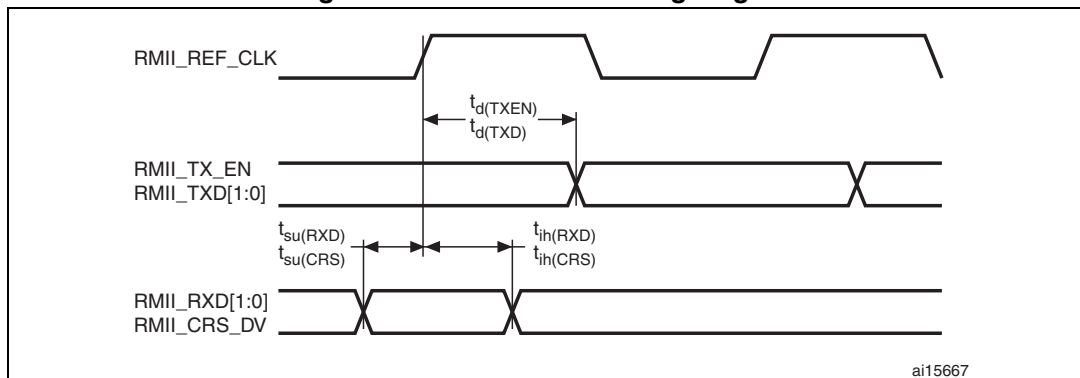 RMII_REF_CLK
td(TXEN)
td(TXD)
RMII_TX_EN
RMII_TXD[1:0]
tsu(RXD)
tsu(CRS)
tih(RXD)
tih(CRS)
RMII_RXD[1:0]
RMII_CRS_DV
ai15667